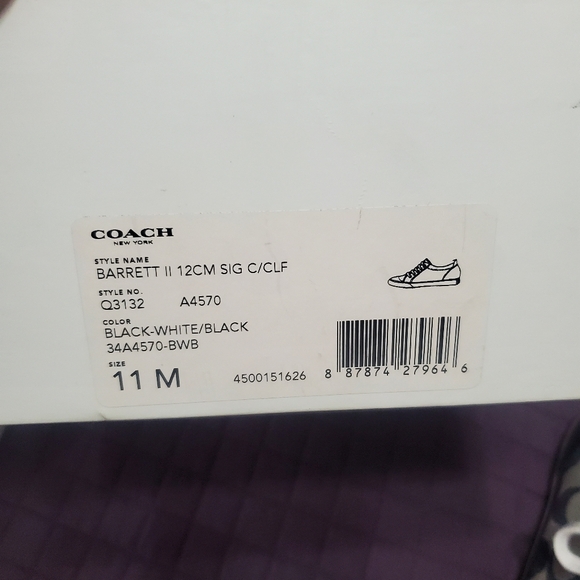 COACH
NEW YORK
STYLE NAME
BARRETT II 12CM SIG C/CLF
STYLE NO.
Q3132 A4570
COLOR
BLACK-WHITE/BLACK
34A4570-BWB
SIZE
11 M
4500151626
8 87874 27964 6